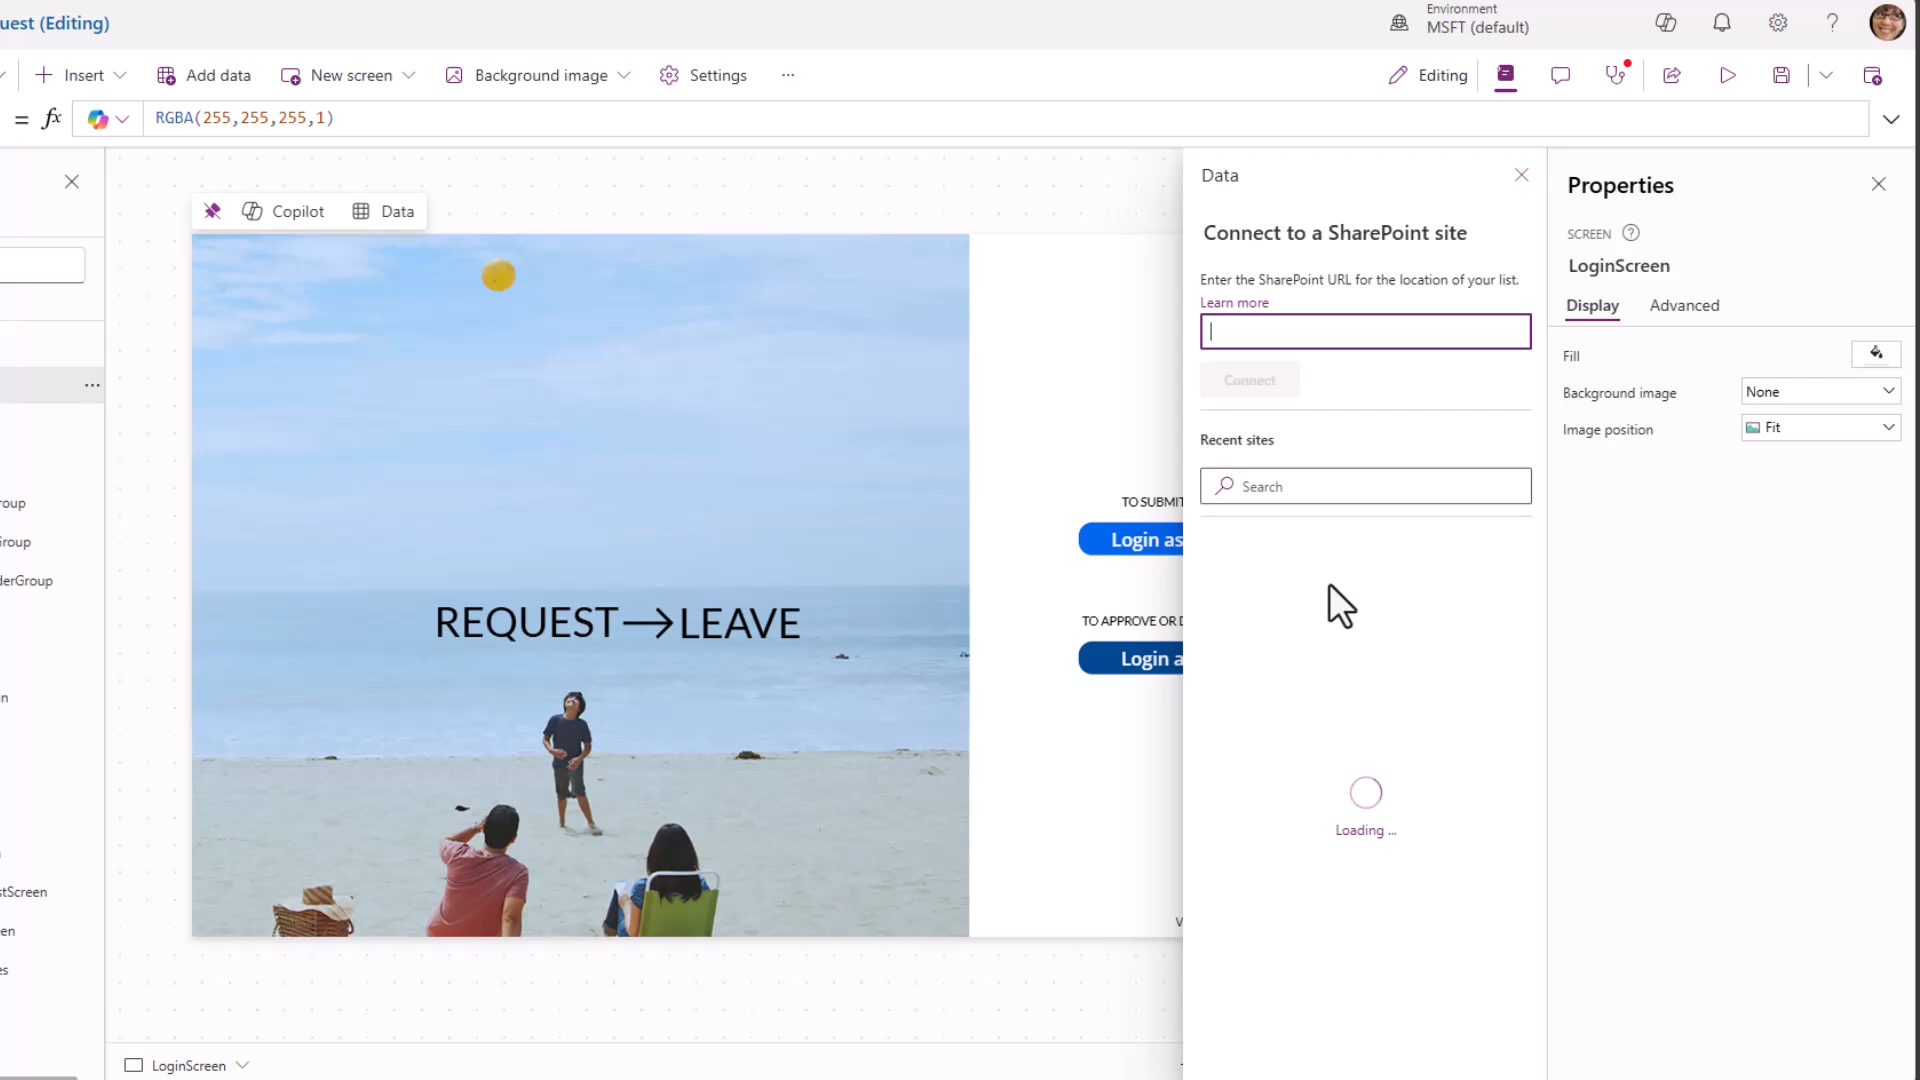 uest (Editing)
Environment
MSFT (default)
?
Insert
Add data
New screen
Background image
Settings
...
Editing
= fx
RGBA(255,255,255,1)
Copilot
Data
REQUEST→LEAVE
TO SUBMIT
Login as
TO APPROVE OR D
Login a
V
...
roup
Group
derGroup
n
stScreen
en
es
LoginScreen
Data
Connect to a SharePoint site
Enter the SharePoint URL for the location of your list.
Learn more
Connect
Recent sites
Search
Loading ...
Properties
SCREEN ?
LoginScreen
Display
Advanced
Fill
Background image
None
Image position
Fit